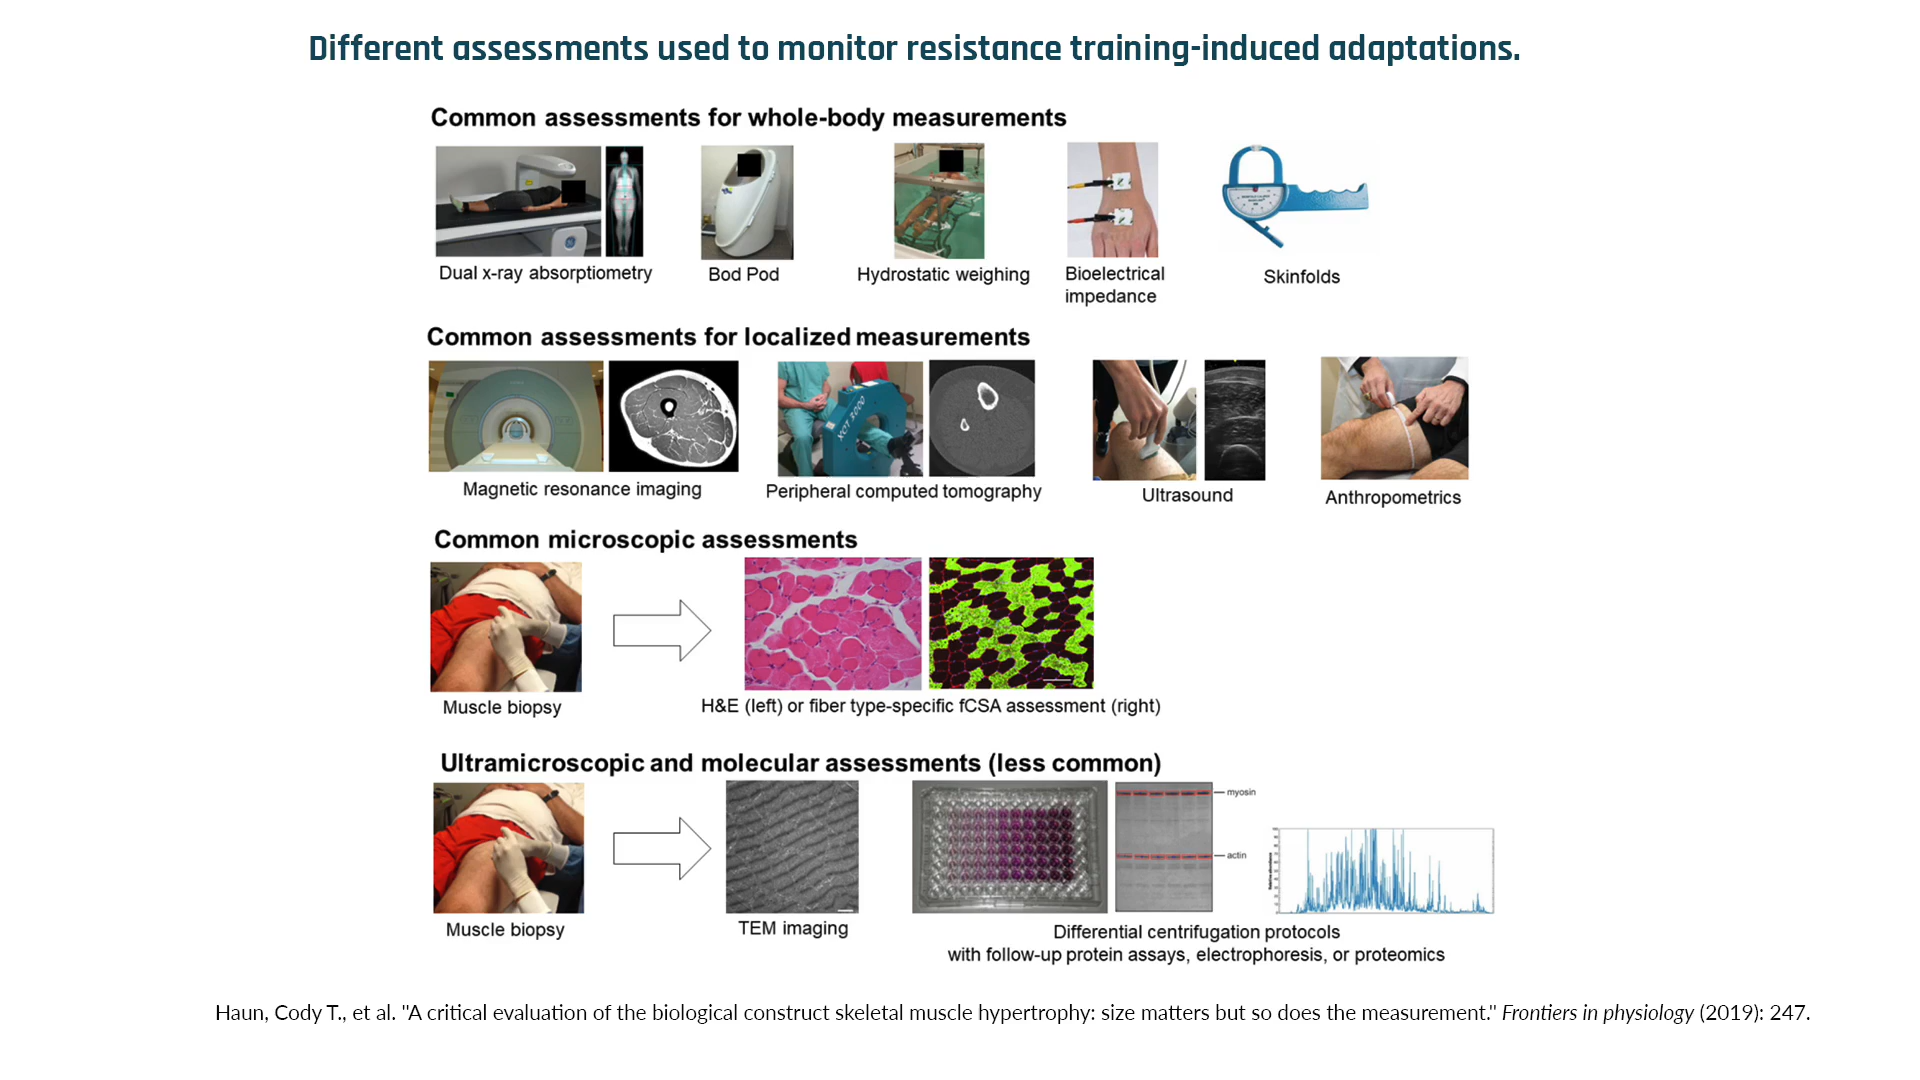 Different assessments used to monitor resistance training-induced adaptations.
Common assessments for whole-body measurements
Dual x-ray absorptiometry
Bod Pod
Hydrostatic weighing
Bioelectrical
impedance
Skinfolds
Common assessments for localized measurements
XCT 3000
Magnetic resonance imaging
Peripheral computed tomography
Ultrasound
Anthropometrics
Common microscopic assessments
Muscle biopsy
H&E (left) or fiber type-specific fCSA assessment (right)
Ultramicroscopic and molecular assessments (less common)
myosin
actin
Muscle biopsy
TEM imaging
Differential centrifugation protocols
with follow-up protein assays, electrophoresis, or proteomics
Haun, Cody T., et al. "A critical evaluation of the biological construct skeletal muscle hypertrophy: size matters but so does the measurement." Frontiers in physiology (2019): 247.